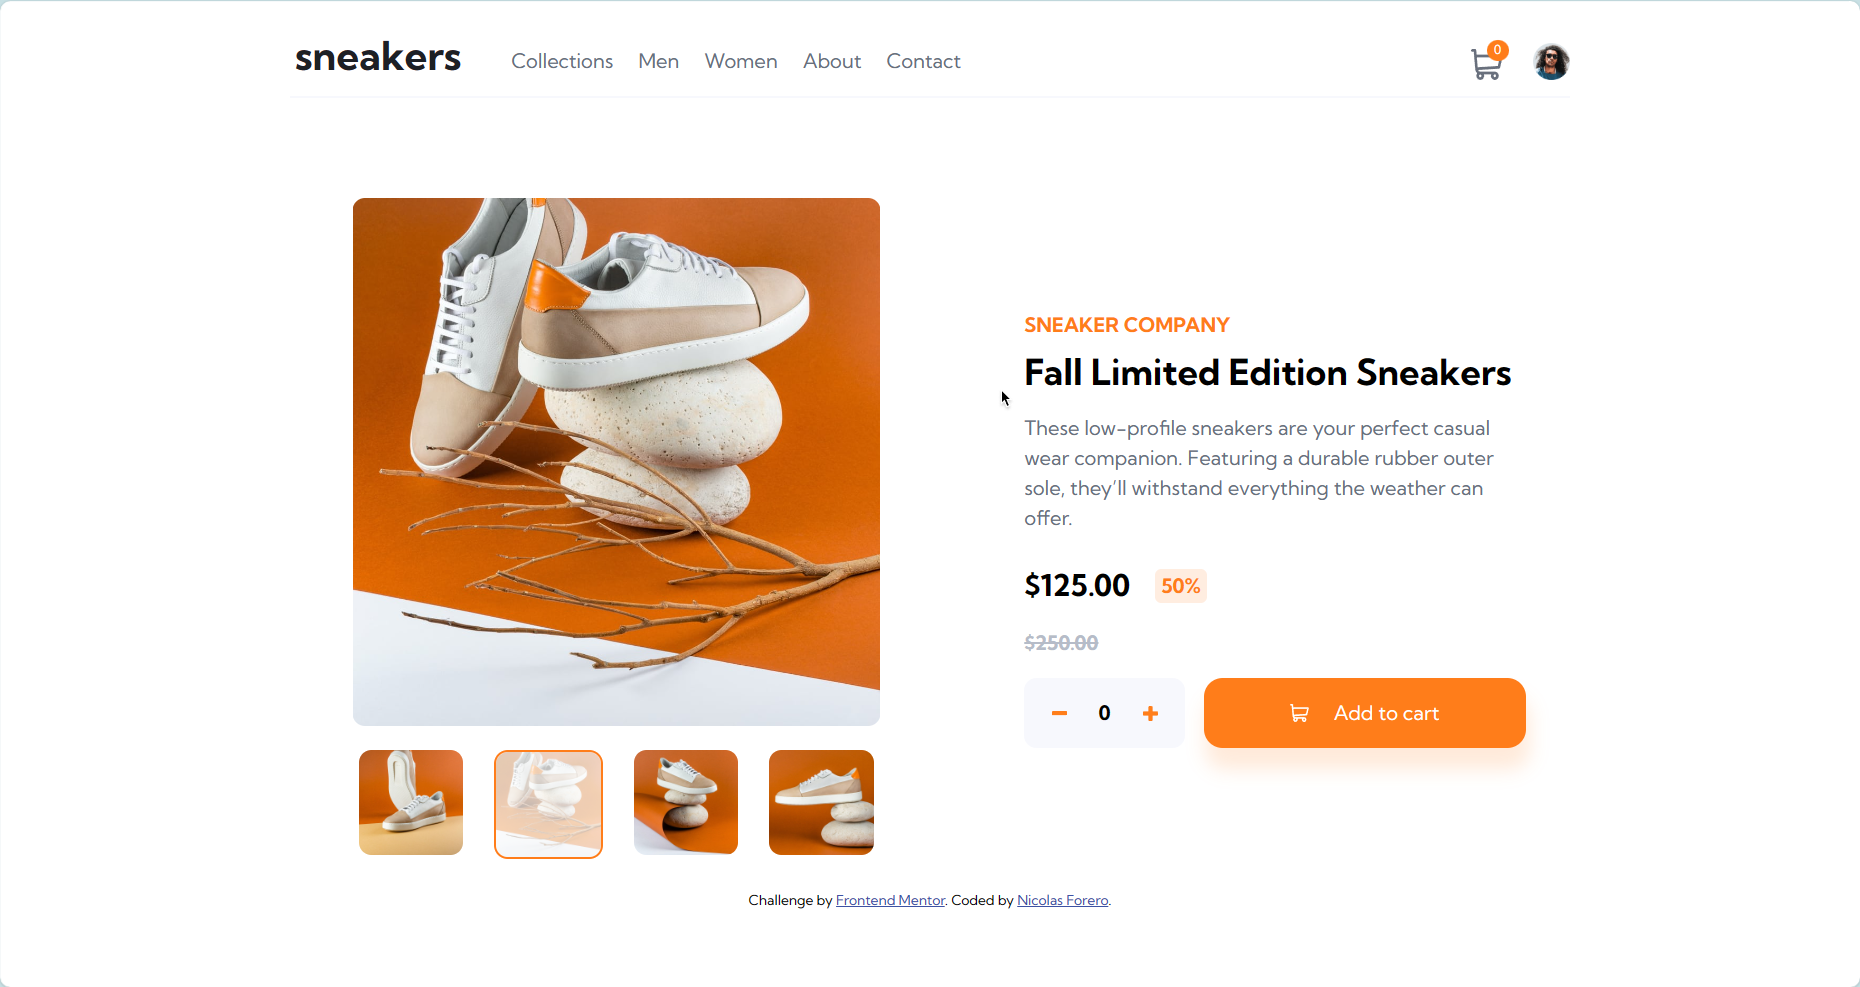 sneakers
Collections Men Women About Contact
0
SNEAKER COMPANY
Fall Limited Edition Sneakers
These low-profile sneakers are your perfect casual
wear companion. Featuring a durable rubber outer
sole, they’ll withstand everything the weather can
offer.
$125.00 50%
$250.00
0
Add to cart
Challenge by Frontend Mentor. Coded by Nicolas Forero.